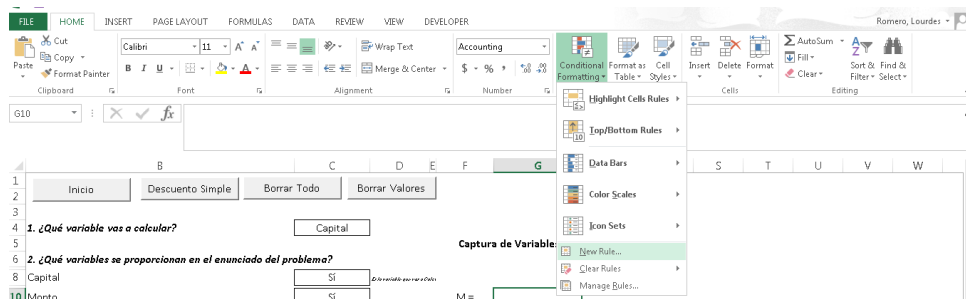 FILE HOME INSERT PAGE LAYOUT FORMULAS DATA REVIEW VIEW DEVELOPER Romero, Lourdes
Cut
Copy
Format Painter
Paste
Clipboard
Calibri 11 A A
B I U A
Font
Wrap Text
Merge & Center
Alignment
Accounting
$ % , .00 .0
Number
Conditional Formatting
Format as Table
Cell Styles
Insert Delete Format
Cells
AutoSum
Fill
Clear
Sort & Filter
Find & Select
Editing
Highlight Cells Rules
Top/Bottom Rules
Data Bars
Color Scales
Icon Sets
New Rule...
Clear Rules
Manage Rules...
G10 fx
B C D E F G S T U V W
1
2
Inicio Descuento Simple Borrar Todo Borrar Valores
3
4 1. ¿Qué variable vas a calcular? Capital
5 Captura de Variable
6 2. ¿Qué variables se proporcionan en el enunciado del problema?
8 Capital Sí
10 Monto Sí M =